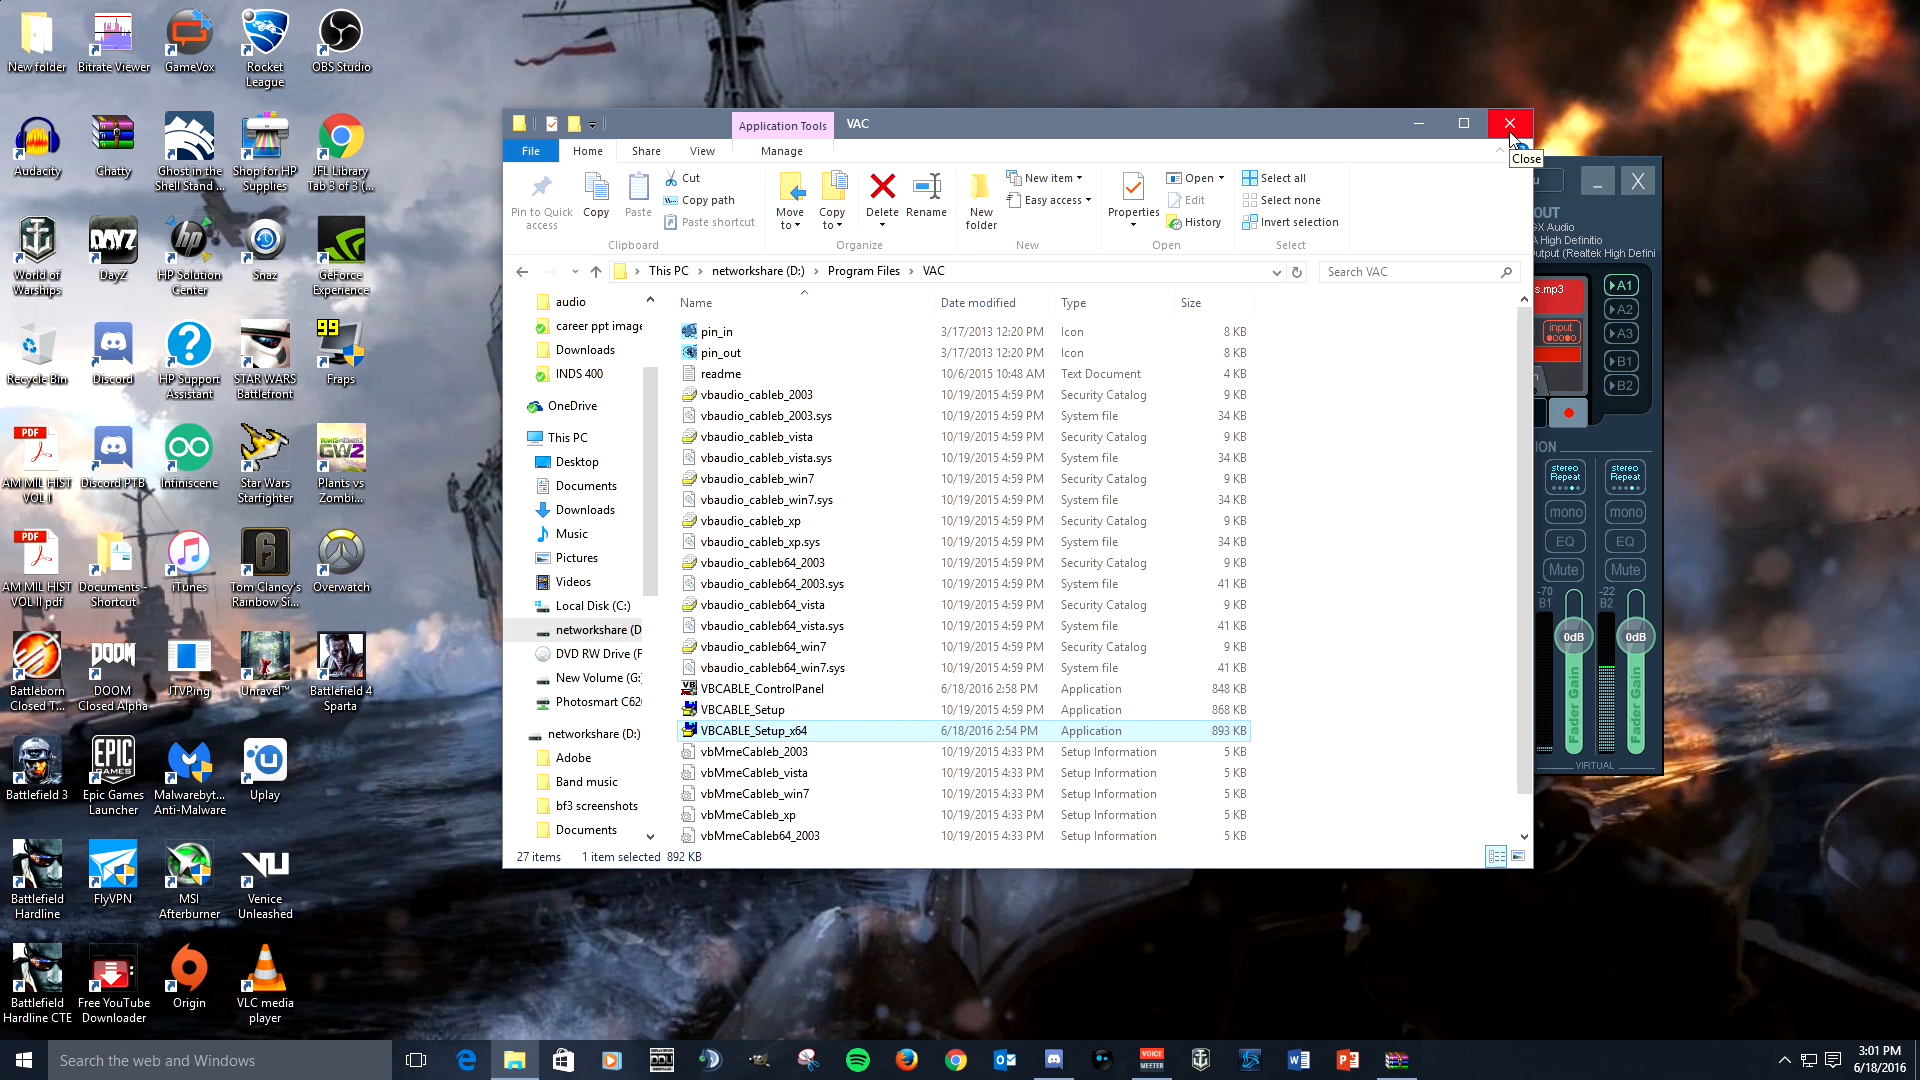 New folder
Bitrate Viewer
GameVox
Rocket League
OBS Studio
Audacity
Chatty
Ghost in the Shell Stand ...
Shop for HP Supplies
JFL Library Tab 3 of 3 (...
World of Warships
DayZ
HP Solution Center
Snaz
GeForce Experience
Recycle Bin
Discord
HP Support Assistant
STAR WARS Battlefront
99
Fraps
PDF
AM MIL HIST VOL I
Discord PTB
Infiniscene
Star Wars Starfighter
Plants vs Zombi...
PDF
AM MIL HIST VOL II pdf
Documents - Shortcut
iTunes
Tom Clancy's Rainbow Si...
Overwatch
Battleborn Closed T...
DOOM Closed Alpha
JTVPing
Unravel™
Battlefield 4 Sparta
Battlefield 3
Epic Games Launcher
Malwarebyt... Anti-Malware
Uplay
Battlefield Hardline
FlyVPN
MSI Afterburner
Venice Unleashed
Battlefield Hardline CTE
Free YouTube Downloader
Origin
VLC media player
Application Tools VAC
Close
File Home Share View Manage
Pin to Quick access
Copy
Paste
Cut
Copy path
Paste shortcut
Clipboard
Move to
Copy to
Delete
Rename
Organize
New folder
New item
Easy access
New
Properties
Open
Edit
History
Open
Select all
Select none
Invert selection
Select
This PC > networkshare (D:) > Program Files > VAC
Search VAC
audio
career ppt image
Downloads
INDS 400
OneDrive
This PC
Desktop
Documents
Downloads
Music
Pictures
Videos
Local Disk (C:)
networkshare (D
DVD RW Drive (F
New Volume (G:
Photosmart C62
networkshare (D:)
Adobe
Band music
bf3 screenshots
Documents
Name Date modified Type Size
pin_in 3/17/2013 12:20 PM Icon 8 KB
pin_out 3/17/2013 12:20 PM Icon 8 KB
readme 10/6/2015 10:48 AM Text Document 4 KB
vbaudio_cableb_2003 10/19/2015 4:59 PM Security Catalog 9 KB
vbaudio_cableb_2003.sys 10/19/2015 4:59 PM System file 34 KB
vbaudio_cableb_vista 10/19/2015 4:59 PM Security Catalog 9 KB
vbaudio_cableb_vista.sys 10/19/2015 4:59 PM System file 34 KB
vbaudio_cableb_win7 10/19/2015 4:59 PM Security Catalog 9 KB
vbaudio_cableb_win7.sys 10/19/2015 4:59 PM System file 34 KB
vbaudio_cableb_xp 10/19/2015 4:59 PM Security Catalog 9 KB
vbaudio_cableb_xp.sys 10/19/2015 4:59 PM System file 34 KB
vbaudio_cableb64_2003 10/19/2015 4:59 PM Security Catalog 9 KB
vbaudio_cableb64_2003.sys 10/19/2015 4:59 PM System file 41 KB
vbaudio_cableb64_vista 10/19/2015 4:59 PM Security Catalog 9 KB
vbaudio_cableb64_vista.sys 10/19/2015 4:59 PM System file 41 KB
vbaudio_cableb64_win7 10/19/2015 4:59 PM Security Catalog 9 KB
vbaudio_cableb64_win7.sys 10/19/2015 4:59 PM System file 41 KB
VBCABLE_ControlPanel 6/18/2016 2:58 PM Application 848 KB
VBCABLE_Setup 10/19/2015 4:59 PM Application 868 KB
VBCABLE_Setup_x64 6/18/2016 2:54 PM Application 893 KB
vbMmeCableb_2003 10/19/2015 4:33 PM Setup Information 5 KB
vbMmeCableb_vista 10/19/2015 4:33 PM Setup Information 5 KB
vbMmeCableb_win7 10/19/2015 4:33 PM Setup Information 5 KB
vbMmeCableb_xp 10/19/2015 4:33 PM Setup Information 5 KB
vbMmeCableb64_2003 10/19/2015 4:33 PM Setup Information 5 KB
27 items 1 item selected 892 KB
u
_ X
OUT
GX Audio
A High Definitio
utput (Realtek High Defini
s.mp3
input
A1
A2
A3
B1
B2
ION
stereo Repeat stereo Repeat
mono mono
EQ EQ
Mute Mute
-70 B1 -22 B2
0dB 0dB
Fader Gain Fader Gain
VIRTUAL
Search the web and Windows
DDU
VOICE MEETER
3:01 PM
6/18/2016